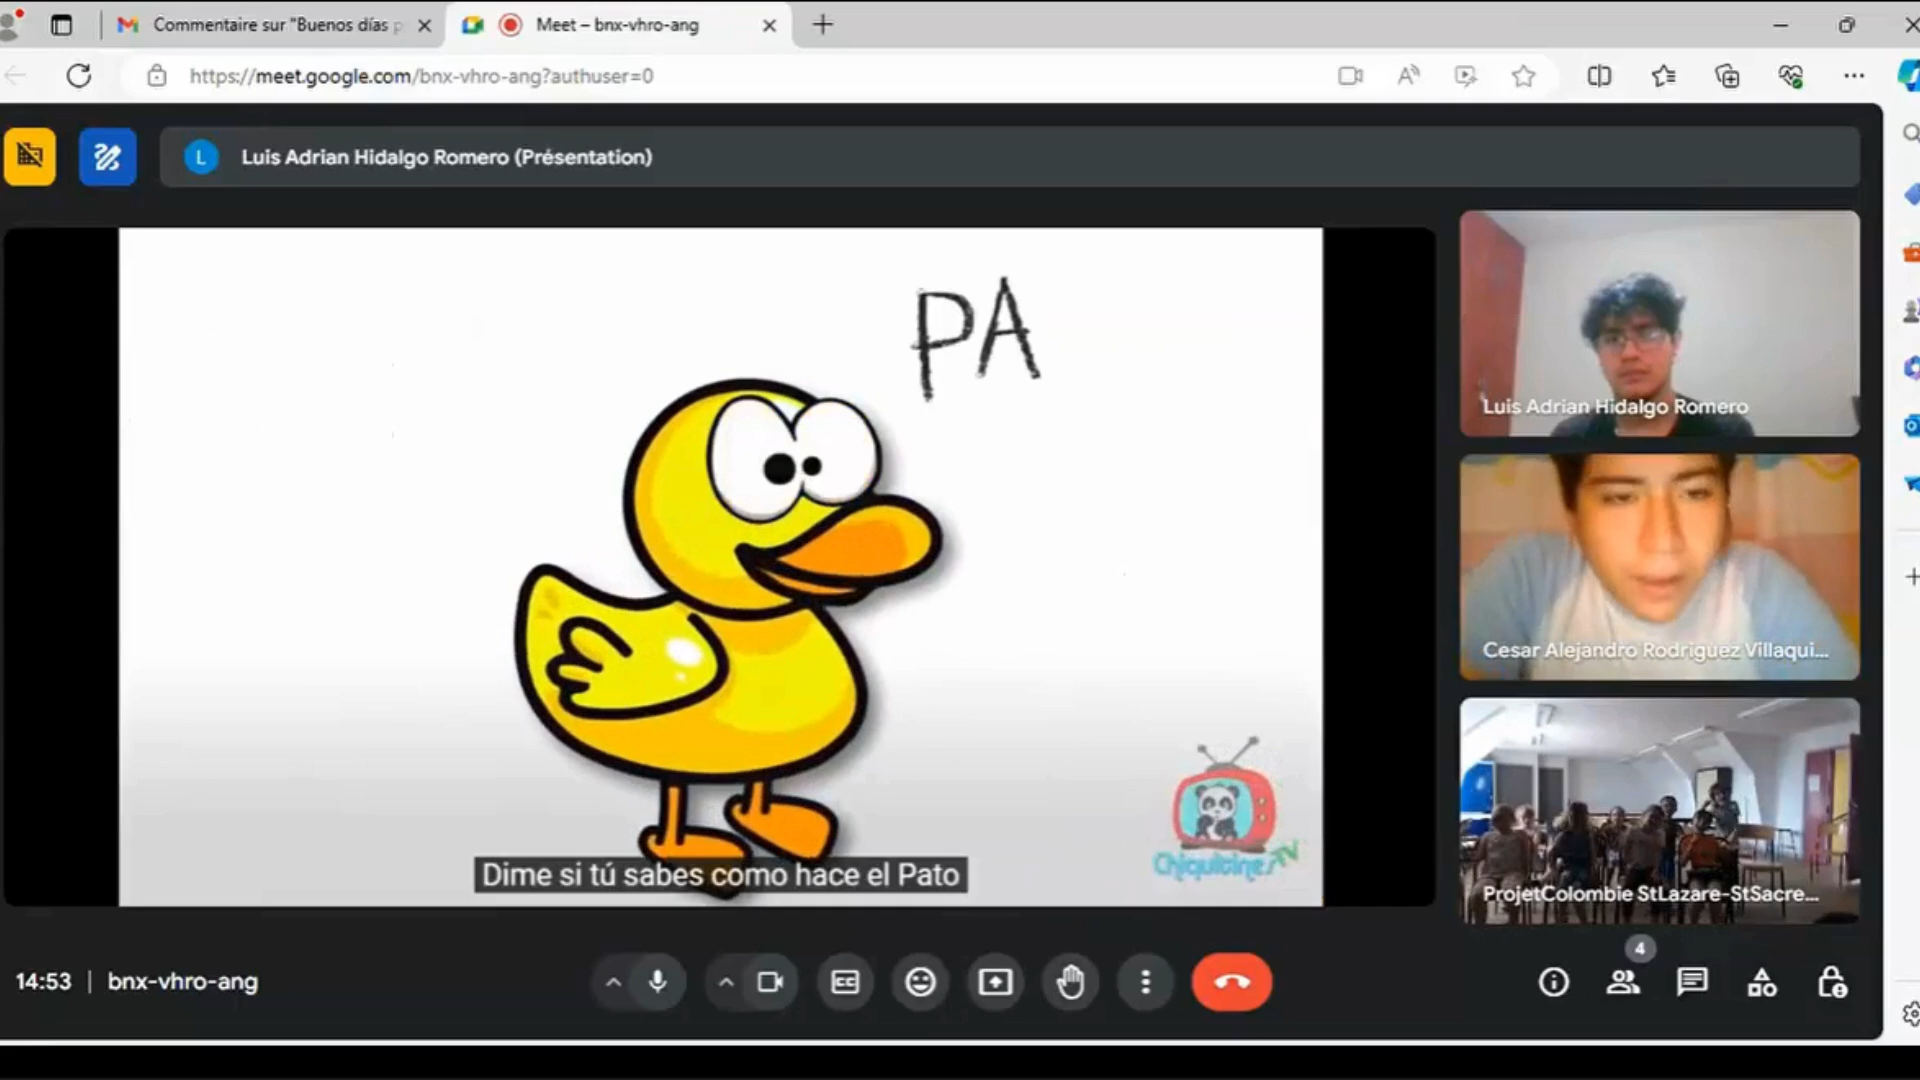 Commentaire sur "Buenos días p
Meet – bnx-vhro-ang
https://meet.google.com/bnx-vhro-ang?authuser=0
L
Luis Adrian Hidalgo Romero (Présentation)
PA
Dime si tú sabes como hace el Pato
ChiquitinesTV
Luis Adrian Hidalgo Romero
Cesar Alejandro Rodriguez Villaqui...
ProjetColombie StLazare-StSacre...
14:53 | bnx-vhro-ang
4